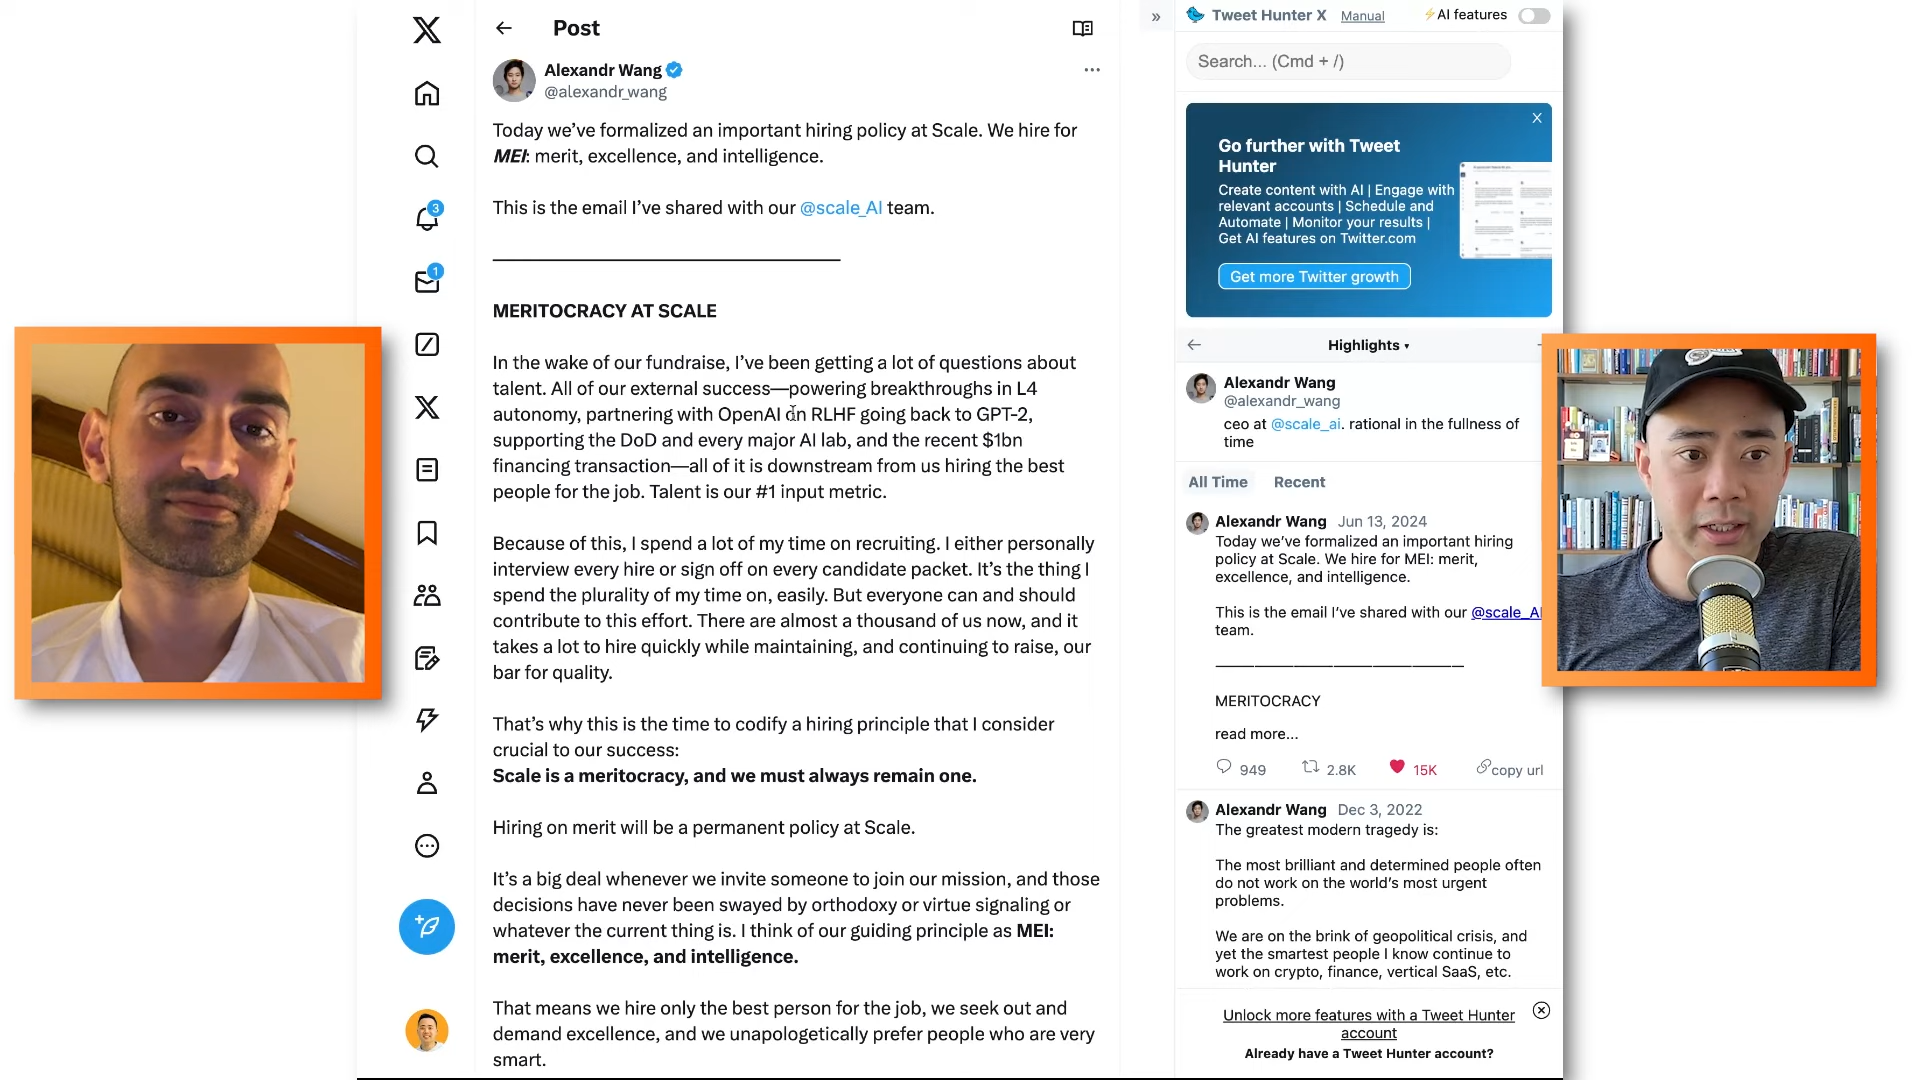 Post
Alexandr Wang
@alexandr_wang
Today we've formalized an important hiring policy at Scale. We hire for
MEI: merit, excellence, and intelligence.
This is the email I've shared with our @scale_AI team.
MERITOCRACY AT SCALE
In the wake of our fundraise, I've been getting a lot of questions about
talent. All of our external success—powering breakthroughs in L4
autonomy, partnering with OpenAI on RLHF going back to GPT-2,
supporting the DoD and every major AI lab, and the recent $1bn
financing transaction—all of it is downstream from us hiring the best
people for the job. Talent is our #1 input metric.
Because of this, I spend a lot of my time on recruiting. I either personally
interview every hire or sign off on every candidate packet. It's the thing I
spend the plurality of my time on, easily. But everyone can and should
contribute to this effort. There are almost a thousand of us now, and it
takes a lot to hire quickly while maintaining, and continuing to raise, our
bar for quality.
That's why this is the time to codify a hiring principle that I consider
crucial to our success:
Scale is a meritocracy, and we must always remain one.
Hiring on merit will be a permanent policy at Scale.
It's a big deal whenever we invite someone to join our mission, and those
decisions have never been swayed by orthodoxy or virtue signaling or
whatever the current thing is. I think of our guiding principle as MEI:
merit, excellence, and intelligence.
That means we hire only the best person for the job, we seek out and
demand excellence, and we unapologetically prefer people who are very
smart.
3
1
» Tweet Hunter X Manual ⚡AI features
Search... (Cmd + /)
X
Go further with Tweet
Hunter
Create content with AI | Engage with
relevant accounts | Schedule and
Automate | Monitor your results |
Get AI features on Twitter.com
Get more Twitter growth
Highlights ▾
Alexandr Wang
@alexandr_wang
ceo at @scale_ai. rational in the fullness of
time
All Time Recent
Alexandr Wang Jun 13, 2024
Today we've formalized an important hiring
policy at Scale. We hire for MEI: merit,
excellence, and intelligence.
This is the email I've shared with our @scale_AI
team.
MERITOCRACY
read more...
949 2.8K 15K copy url
Alexandr Wang Dec 3, 2022
The greatest modern tragedy is:
The most brilliant and determined people often
do not work on the world's most urgent
problems.
We are on the brink of geopolitical crisis, and
yet the smartest people I know continue to
work on crypto, finance, vertical SaaS, etc.
Unlock more features with a Tweet Hunter
account
Already have a Tweet Hunter account?